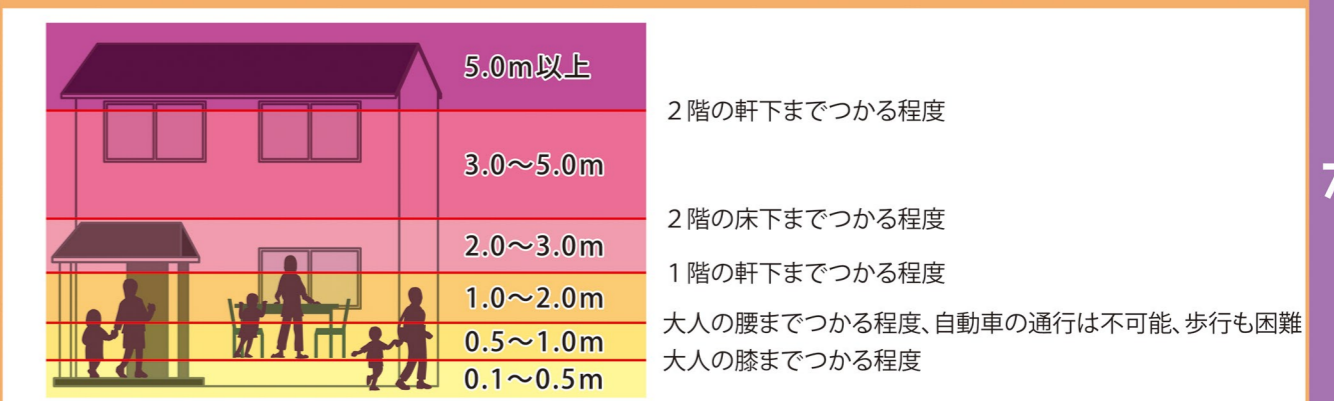 5.0m以上
2階の軒下までつかる程度
3.0〜5.0m
2階の床下までつかる程度
2.0〜3.0m
1階の軒下までつかる程度
1.0〜2.0m
大人の腰までつかる程度、自動車の通行は不可能、歩行も困難
0.5〜1.0m
大人の膝までつかる程度
0.1〜0.5m